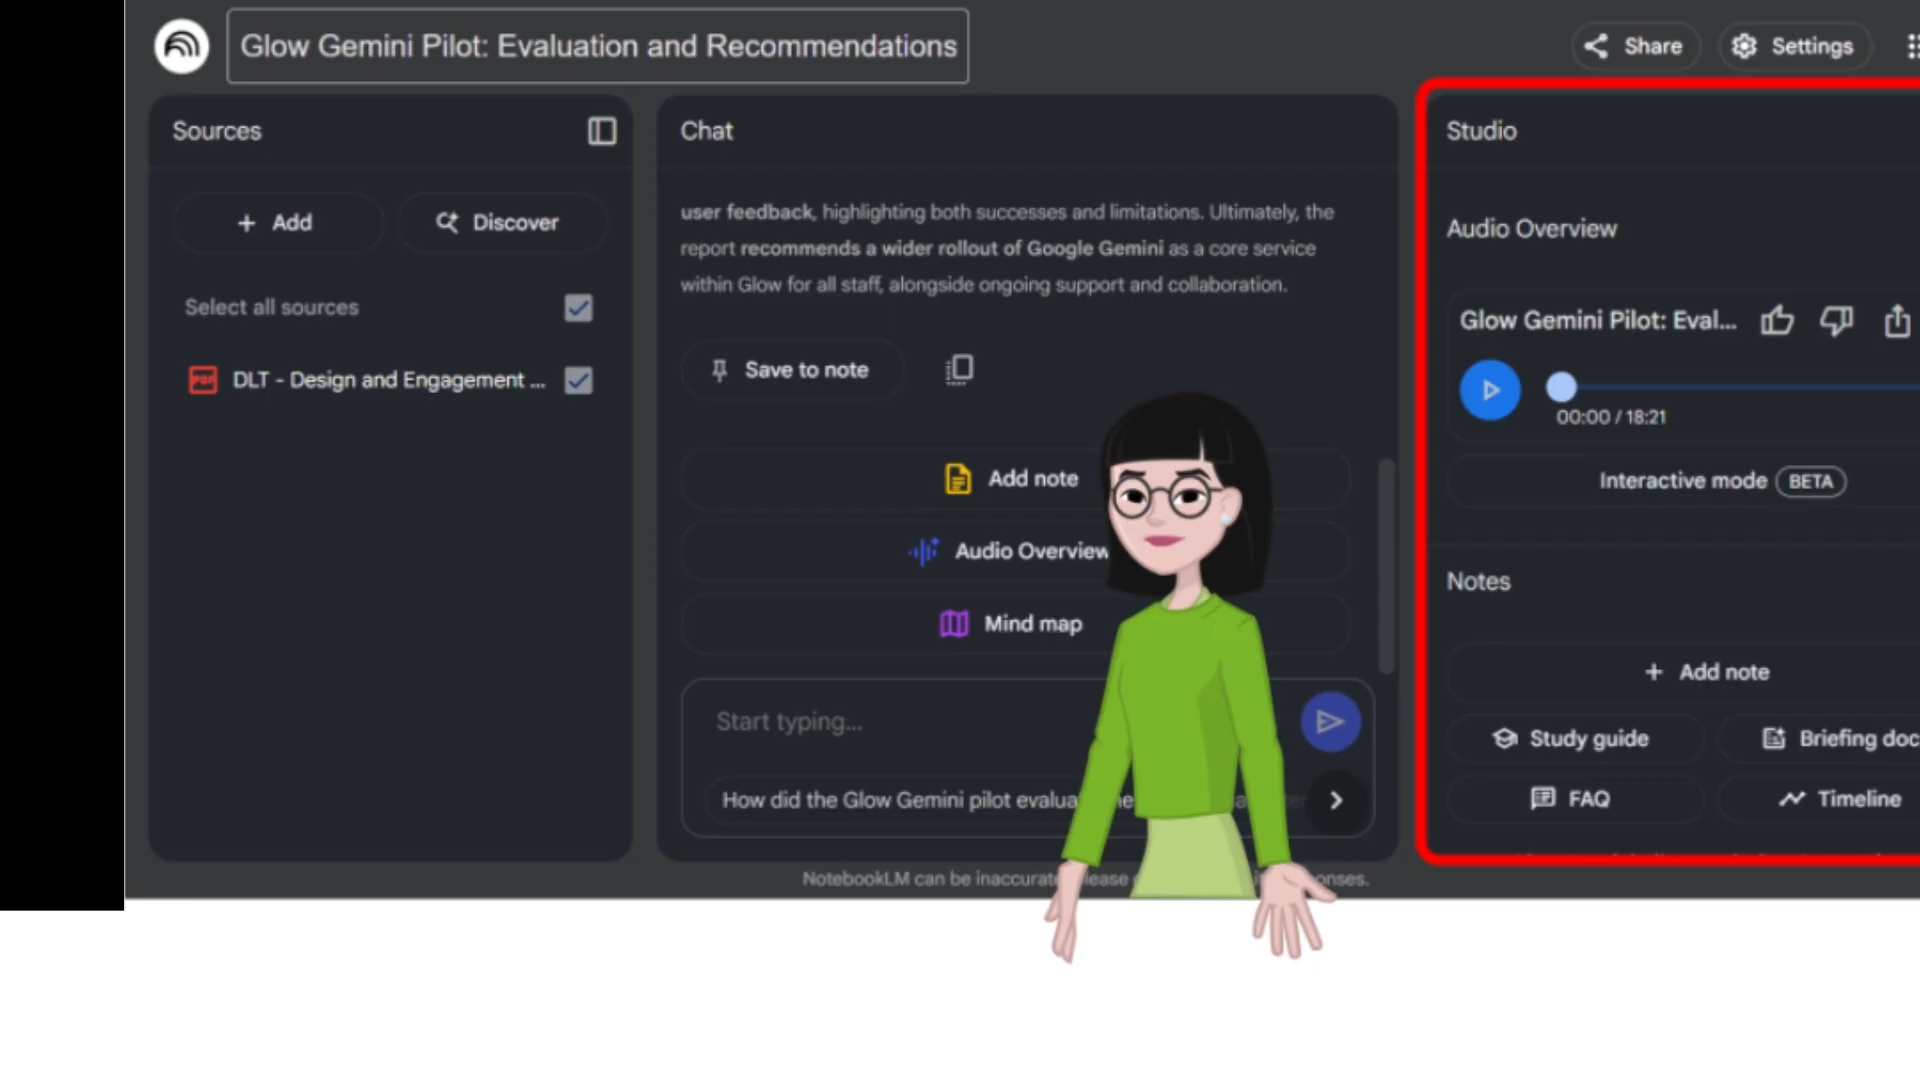 Glow Gemini Pilot: Evaluation and Recommendations
Share
Settings
Sources
+ Add
Discover
Select all sources
PDF
DLT - Design and Engagement ...
Chat
user feedback, highlighting both successes and limitations. Ultimately, the
report recommends a wider rollout of Google Gemini as a core service
within Glow for all staff, alongside ongoing support and collaboration.
Save to note
Add note
Audio Overview
Mind map
Start typing...
How did the Glow Gemini pilot
NotebookLM can be
Studio
Audio Overview
Glow Gemini Pilot: Eval...
00:00 / 18:21
Interactive mode BETA
Notes
+ Add note
Study guide
Briefing doc
FAQ
Timeline